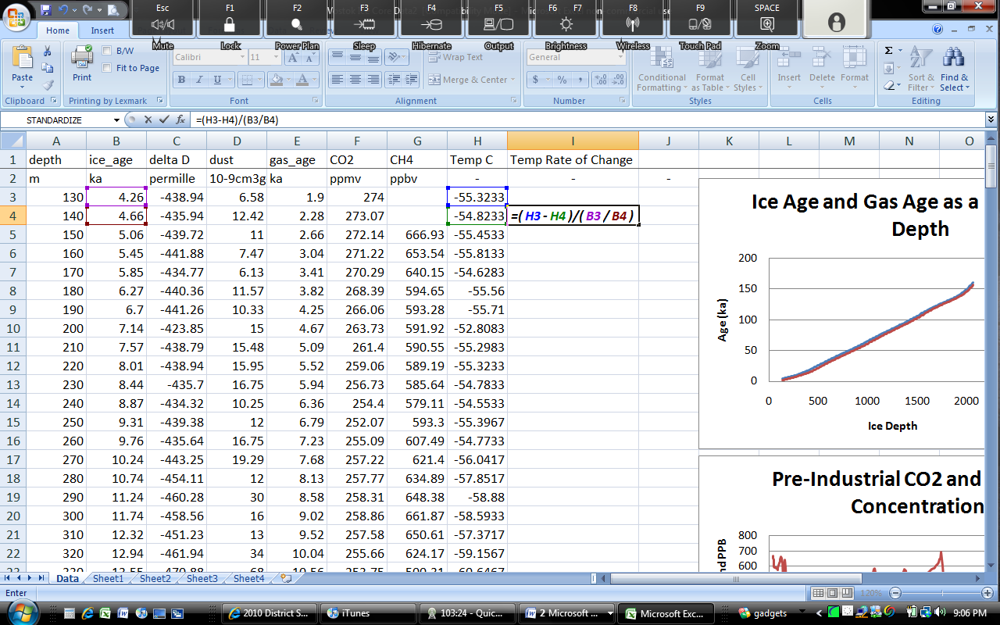 Esc F1 F2 F3 F4 F5 F6 F7 F8 F9 SPACE
Mute Lock Power Plan Sleep Hibernate Output Brightness Wireless Touch Pad Zoom
Home Insert
Paste
Clipboard
Print
B/W
Fit to Page
Printing by Lexmark
Calibri 11
B I U
Font
Wrap Text
Merge & Center
Alignment
General
$ % ,
Number
Conditional Formatting
Format as Table
Cell Styles
Styles
Insert Delete Format
Cells
Σ
Sort & Filter
Find & Select
Editing
STANDARDIZE fx =(H3-H4)/(B3/B4)
A B C D E F G H I J K L M N O
1 depth ice_age delta D dust gas_age CO2 CH4 Temp C Temp Rate of Change
2 m ka permille 10-9cm3g ka ppmv ppbv - - -
3 130 4.26 -438.94 6.58 1.9 274 -55.3233
4 140 4.66 -435.94 12.42 2.28 273.07 -54.8233 =(H3-H4)/(B3/B4)
5 150 5.06 -439.72 11 2.66 272.14 666.93 -55.4533
6 160 5.45 -441.88 7.47 3.04 271.22 653.54 -55.8133
7 170 5.85 -434.77 6.13 3.41 270.29 640.15 -54.6283
8 180 6.27 -440.36 11.57 3.82 268.39 594.65 -55.56
9 190 6.7 -441.26 10.33 4.25 266.06 593.28 -55.71
10 200 7.14 -423.85 15 4.67 263.73 591.92 -52.8083
11 210 7.57 -438.79 15.48 5.09 261.4 590.55 -55.2983
12 220 8.01 -438.94 15.95 5.52 259.06 589.19 -55.3233
13 230 8.44 -435.7 16.75 5.94 256.73 585.64 -54.7833
14 240 8.87 -434.32 10.25 6.36 254.4 579.11 -54.5533
15 250 9.31 -439.38 12 6.79 252.07 593.3 -55.3967
16 260 9.76 -435.64 16.75 7.23 255.09 607.49 -54.7733
17 270 10.24 -443.25 19.29 7.68 257.22 621.4 -56.0417
18 280 10.74 -454.11 12 8.13 257.77 634.89 -57.8517
19 290 11.24 -460.28 30 8.58 258.31 648.38 -58.88
20 300 11.74 -458.56 16 9.02 258.86 661.87 -58.5933
21 310 12.32 -451.23 13 9.52 257.58 650.61 -57.3717
22 320 12.94 -461.94 34 10.04 255.66 624.17 -59.1567
Ice Age and Gas Age as a
Depth
Age (ka)
200
150
100
50
0
0 500 1000 1500 2000
Ice Depth
Pre-Industrial CO2 and
Concentration
800
700
600
Data Sheet1 Sheet2 Sheet3 Sheet4
Enter 120%
2010 District S... iTunes 103:24 - Quic... 2 Microsoft ... Microsoft Exc... gadgets 9:06 PM